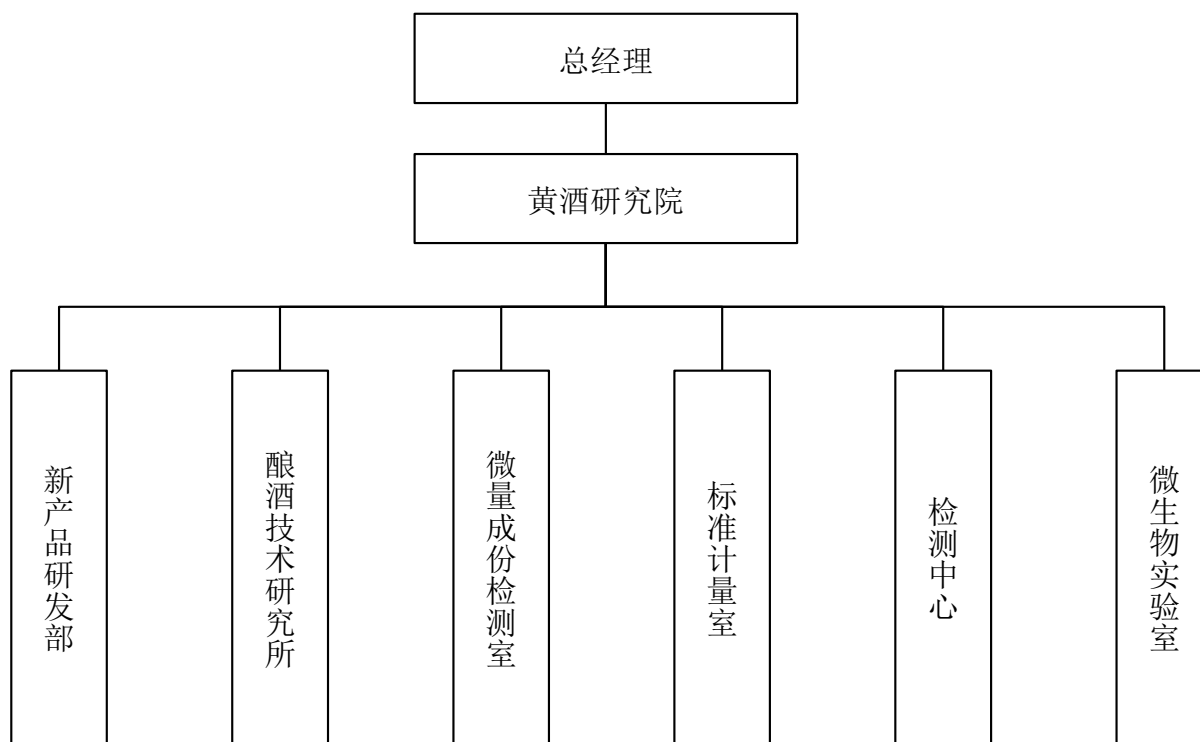 总经理
黄酒研究院
新产品研发部
酿酒技术研究所
微量成份检测室
标准计量室
检测中心
微生物实验室